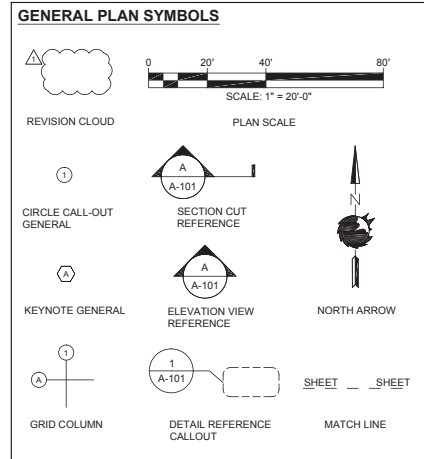 GENERAL PLAN SYMBOLS
1
0 20' 40' 80'
SCALE: 1" = 20'-0"
REVISION CLOUD
PLAN SCALE
1
A
A-101
N
CIRCLE CALL-OUT
GENERAL
SECTION CUT
REFERENCE
A
A
A-101
KEYNOTE GENERAL
ELEVATION VIEW
REFERENCE
NORTH ARROW
1
A
1
A-101
SHEET SHEET
GRID COLUMN
DETAIL REFERENCE
CALLOUT
MATCH LINE